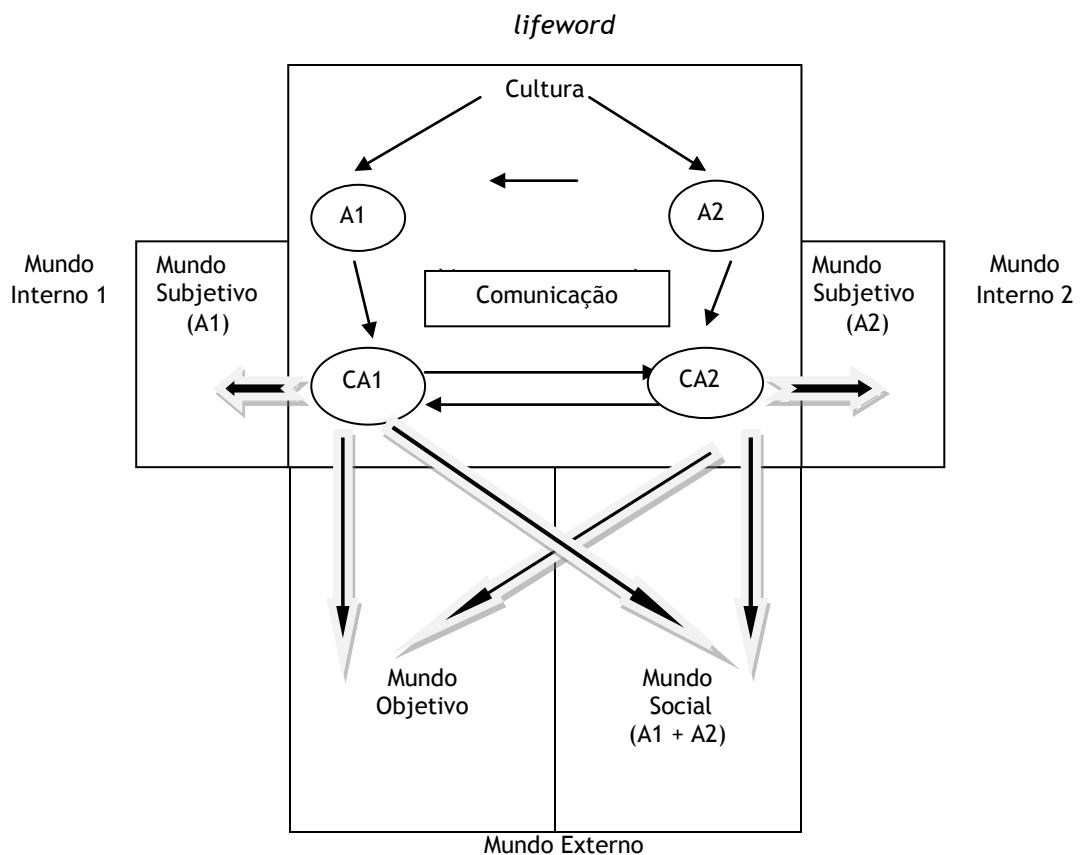 lifeword
Cultura
A1
A2
Mundo
Interno 1
Mundo
Subjetivo
(A1)
Comunicação
Mundo
Subjetivo
(A2)
Mundo
Interno 2
CA1
CA2
Mundo
Objetivo
Mundo
Social
(A1 + A2)
Mundo Externo